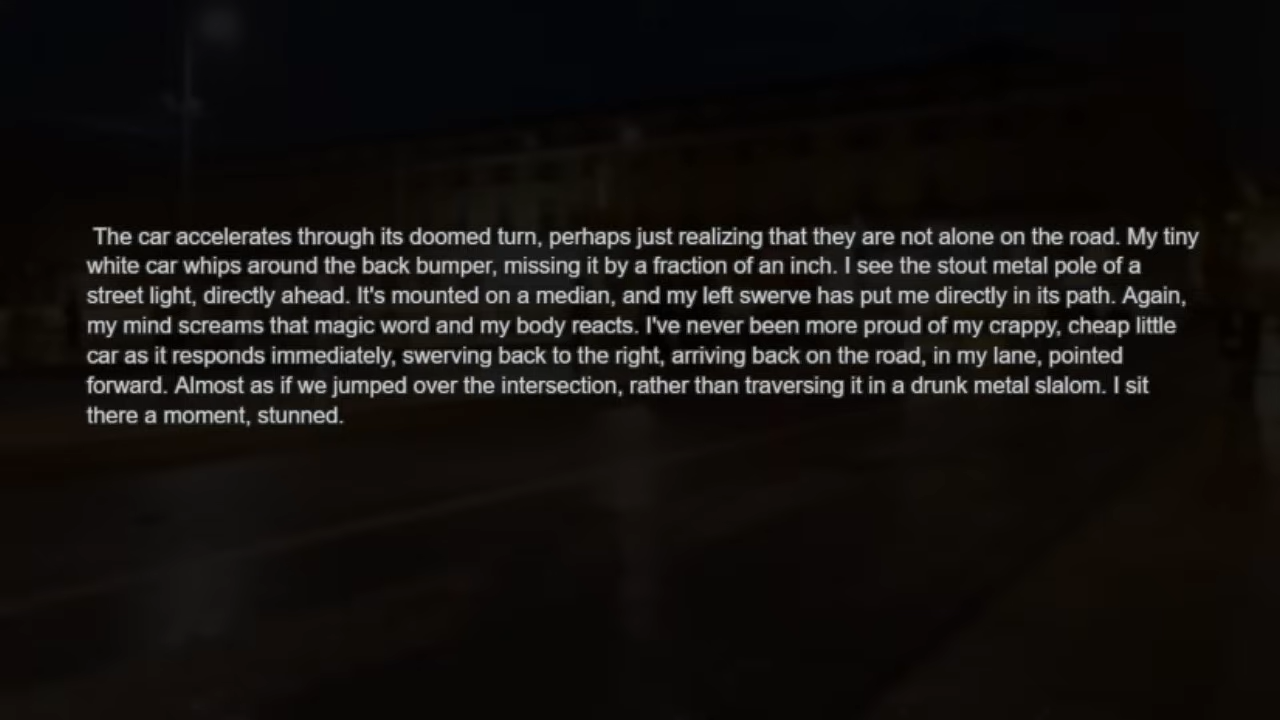 The car accelerates through its doomed turn, perhaps just realizing that they are not alone on the road. My tiny
white car whips around the back bumper, missing it by a fraction of an inch. I see the stout metal pole of a
street light, directly ahead. It's mounted on a median, and my left swerve has put me directly in its path. Again,
my mind screams that magic word and my body reacts. I've never been more proud of my crappy, cheap little
car as it responds immediately, swerving back to the right, arriving back on the road, in my lane, pointed
forward. Almost as if we jumped over the intersection, rather than traversing it in a drunk metal slalom. I sit
there a moment, stunned.